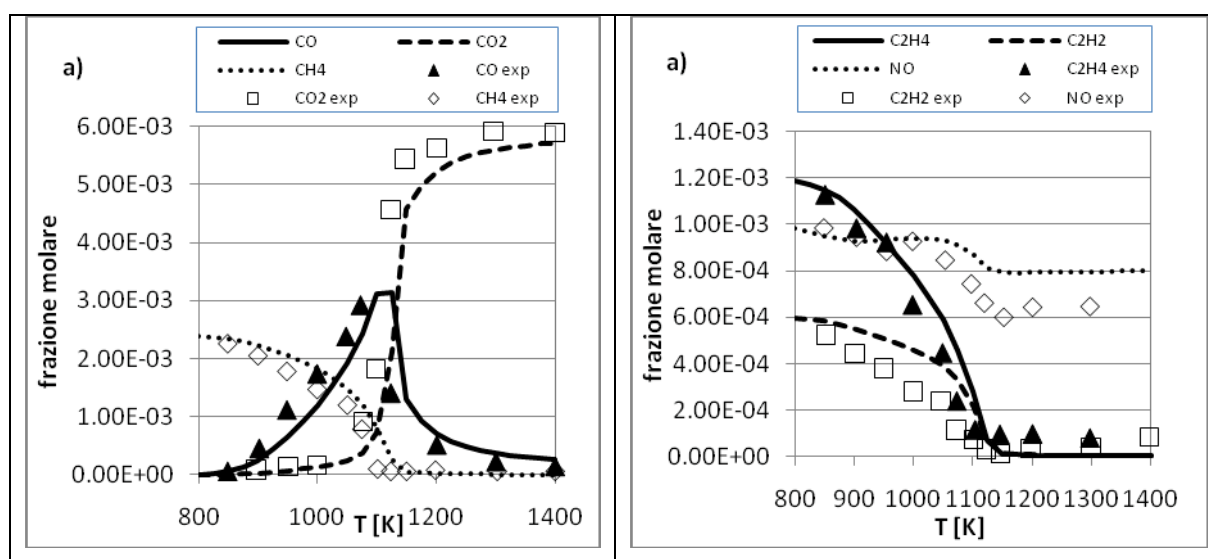 a)
CO CO2
CH4 CO exp
CO2 exp CH4 exp
6.00E-03
5.00E-03
4.00E-03
3.00E-03
2.00E-03
1.00E-03
0.00E+00
frazione molare
800 1000 1200 1400
T [K]
a)
C2H4 C2H2
NO C2H4 exp
C2H2 exp NO exp
1.40E-03
1.20E-03
1.00E-03
8.00E-04
6.00E-04
4.00E-04
2.00E-04
0.00E+00
frazione molare
800 900 1000 1100 1200 1300 1400
T [K]